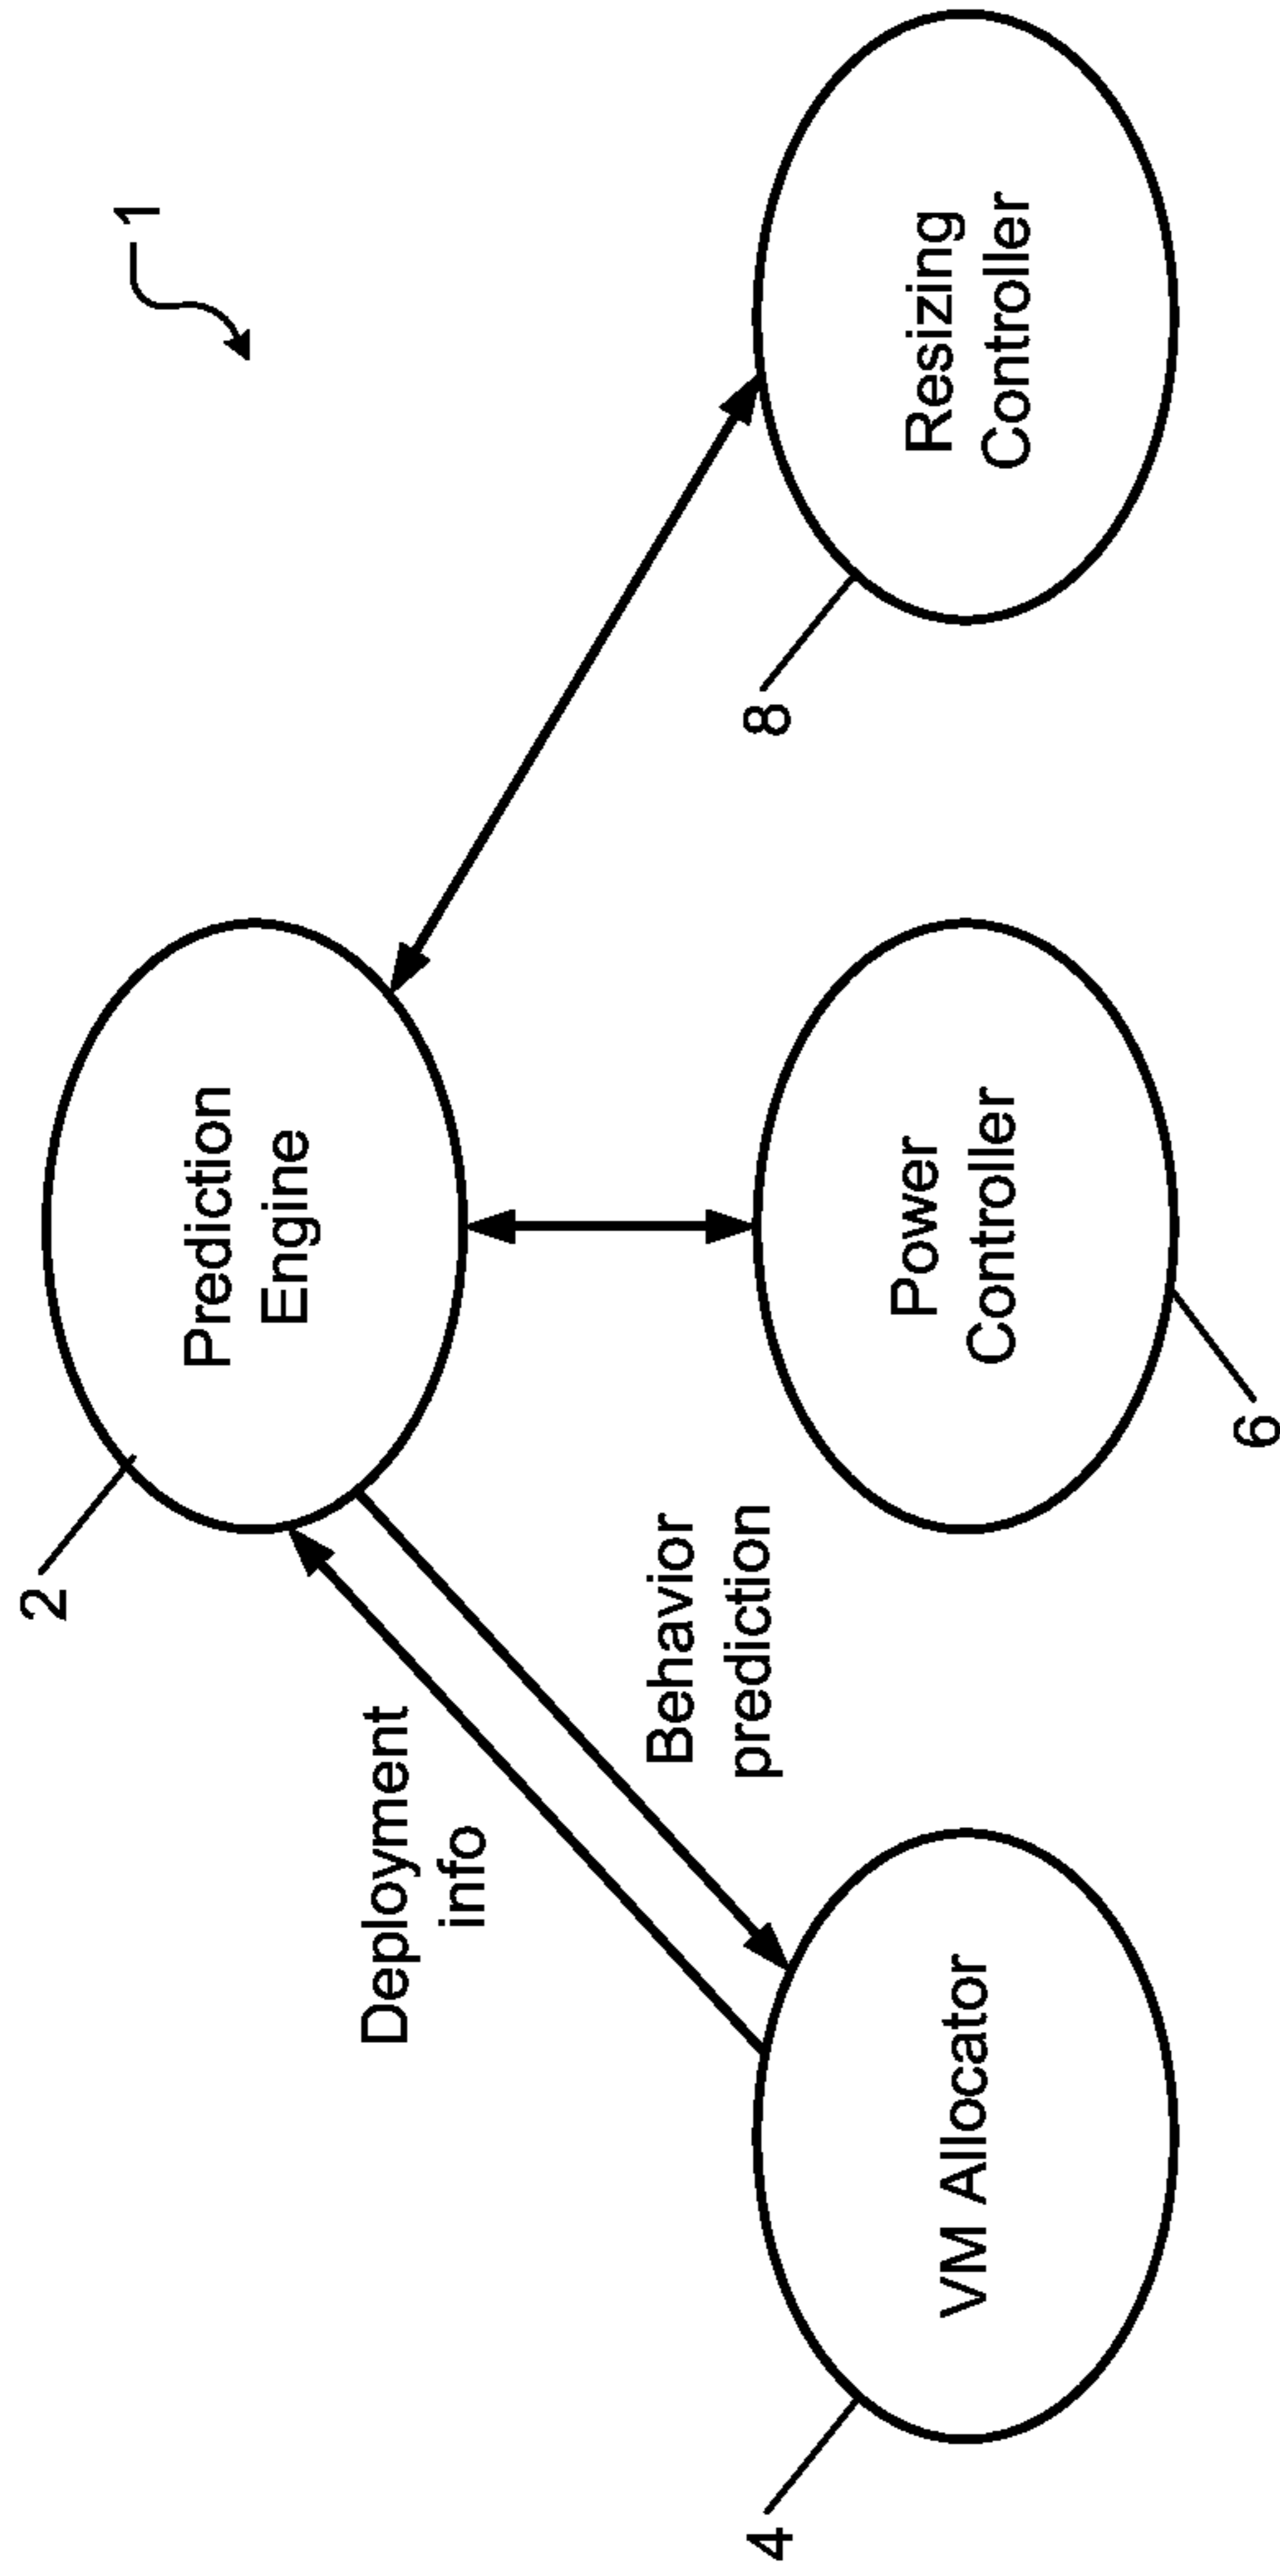 1
2
Prediction
Engine
Deployment
info
Behavior
prediction
4
VM Allocator
6
Power
Controller
8
Resizing
Controller